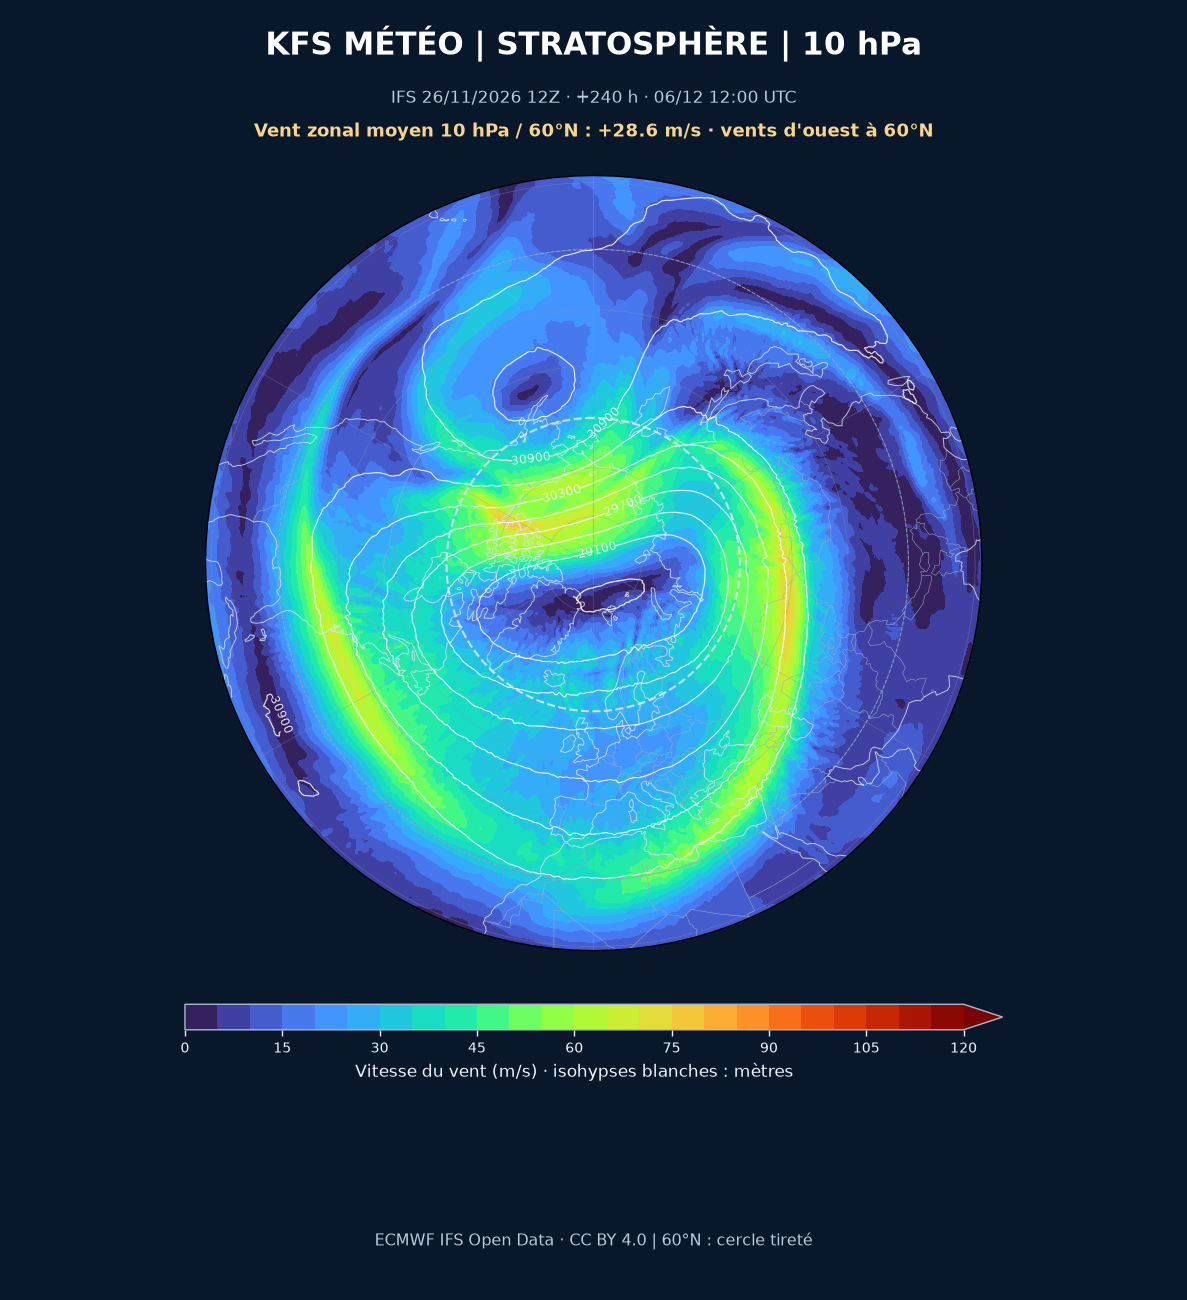 KFS MÉTÉO | STRATOSPHÈRE | 10 hPa
IFS 26/11/2026 12Z · +240 h · 06/12 12:00 UTC
Vent zonal moyen 10 hPa / 60°N : +28.6 m/s · vents d'ouest à 60°N
30900
30900
30300
29700
29100
30900
0 15 30 45 60 75 90 105 120
Vitesse du vent (m/s) · isohypses blanches : mètres
ECMWF IFS Open Data · CC BY 4.0 | 60°N : cercle tireté